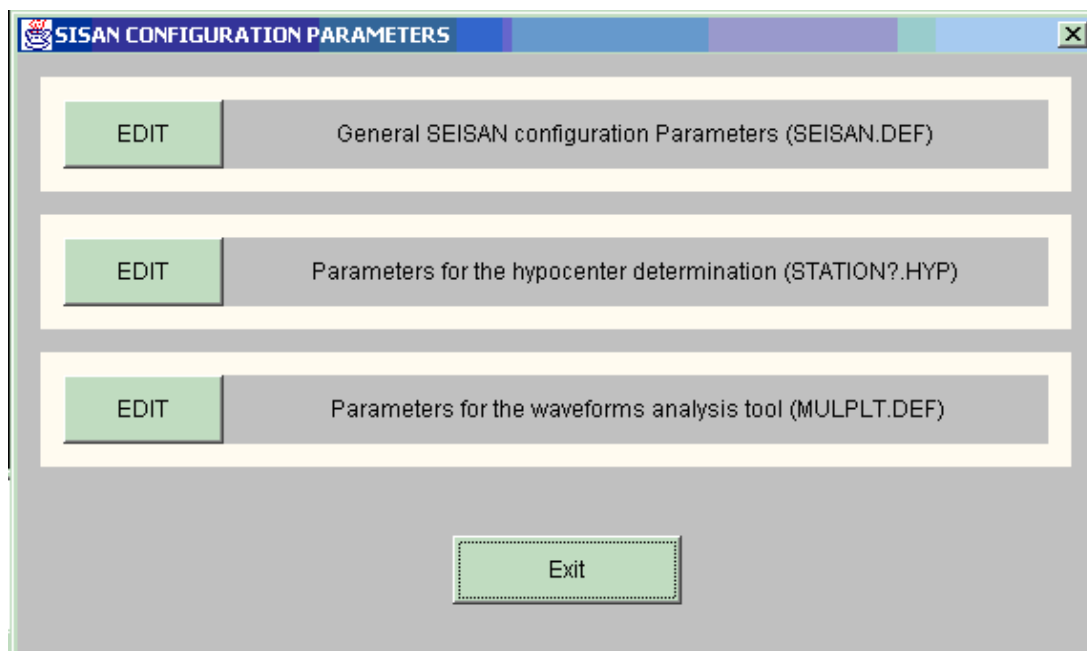 SISAN CONFIGURATION PARAMETERS
EDIT General SEISAN configuration Parameters (SEISAN.DEF)
EDIT Parameters for the hypocenter determination (STATION?.HYP)
EDIT Parameters for the waveforms analysis tool (MULPLT.DEF)
Exit